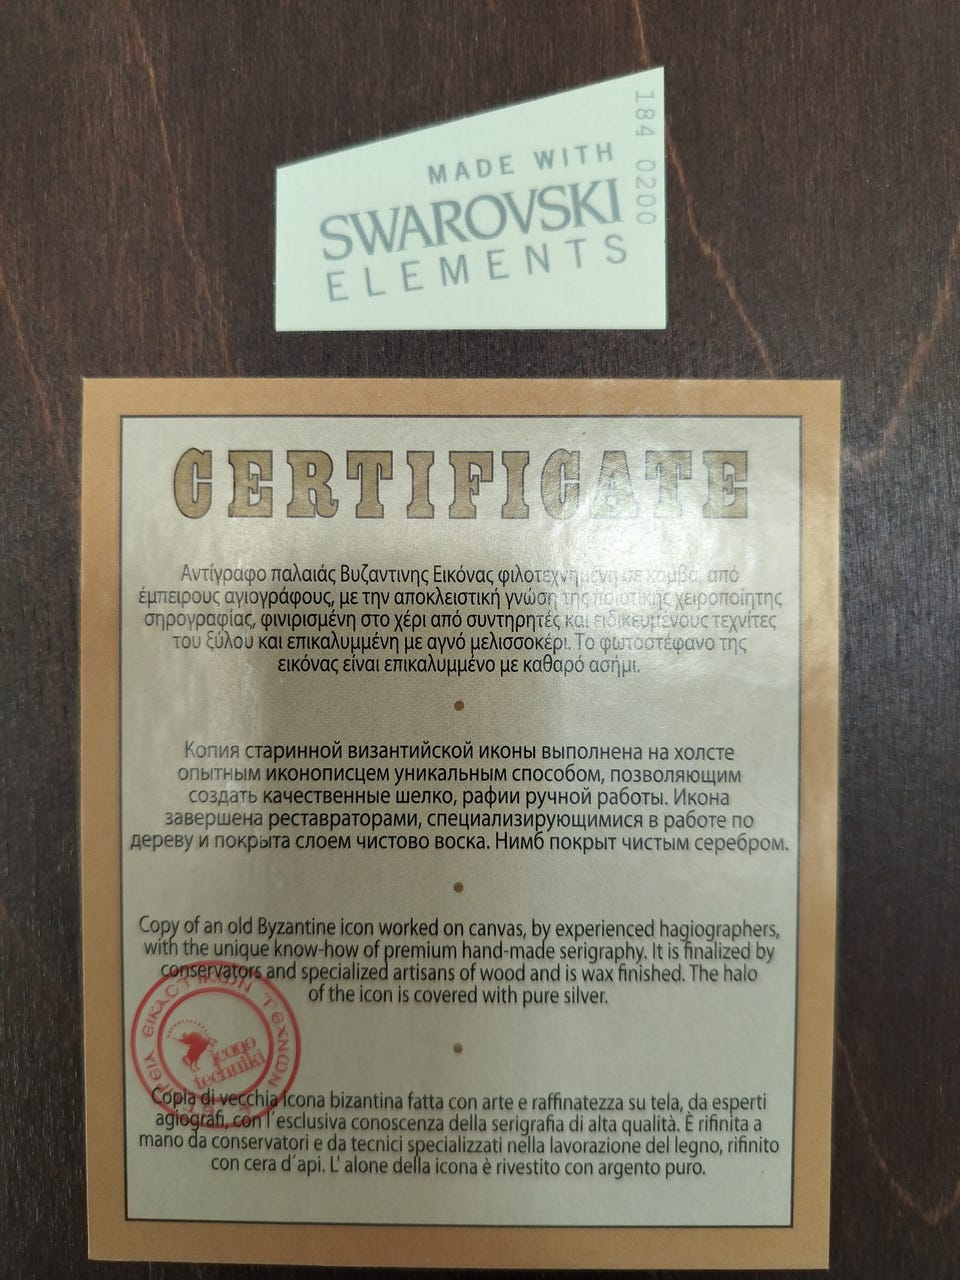 MADE WITH
SWAROVSKI
ELEMENTS
184 0200
CERTIFICATE
Αντίγραφο παλαιάς Βυζαντινης Εικόνας φιλοτεχνημένη σε καμβά, από
έμπειρους αγιογράφους, με την αποκλειστική γνώση της ποιοτικής χειροποίητης
σηρογραφίας, φινιρισμένη στο χέρι από συντηρητές και ειδικευμένους τεχνίτες
του ξύλου και επικαλυμμένη με αγνό μελισσοκέρι. Το φωτοστέφανο της
εικόνας είναι επικαλυμμένο με καθαρό ασήμι.
Копия старинной византийской иконы выполнена на холсте
опытным иконописцем уникальным способом, позволяющим
создать качественные шелко, рафии ручной работы. Икона
завершена реставраторами, специализирующимися в работе по
дереву и покрыта слоем чистово воска. Нимб покрыт чистым серебром.
Copy of an old Byzantine icon worked on canvas, by experienced hagiographers,
with the unique know-how of premium hand-made serigraphy. It is finalized by
conservators and specialized artisans of wood and is wax finished. The halo
of the icon is covered with pure silver.
ΕΙΚΑΣΤΙΚΩΝ ΤΕΧΝΩΝ
icono
techniki
Copia di vecchia icona bizantina fatta con arte e raffinatezza su tela, da esperti
agiografi, con l'esclusiva conoscenza della serigrafia di alta qualità. È rifinita a
mano da conservatori e da tecnici specializzati nella lavorazione del legno, rifinito
con cera d'api. L' alone della icona è rivestito con argento puro.